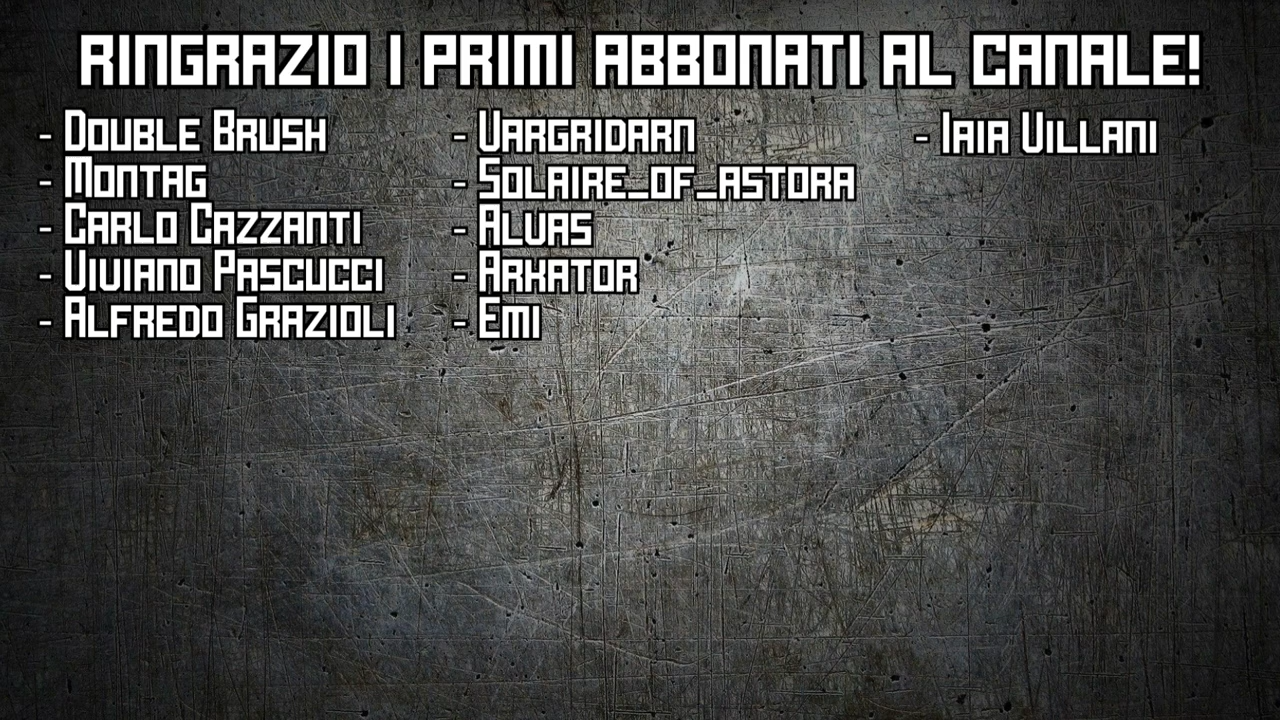 RINGRAZIO I PRIMI ABBONATI AL CANALE!
- Double Brush
- Montag
- Carlo Cazzanti
- Viviano Pascucci
- Alfredo Grazioli
- Vargridarn
- Solaire_of_astora
- Alvas
- Arkator
- Emi
- Iaia Villani